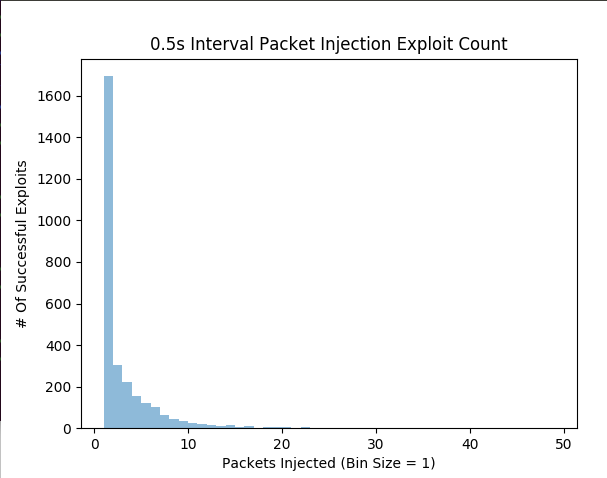 0.5s Interval Packet Injection Exploit Count
# Of Successful Exploits
1600
1400
1200
1000
800
600
400
200
0
0 10 20 30 40 50
Packets Injected (Bin Size = 1)